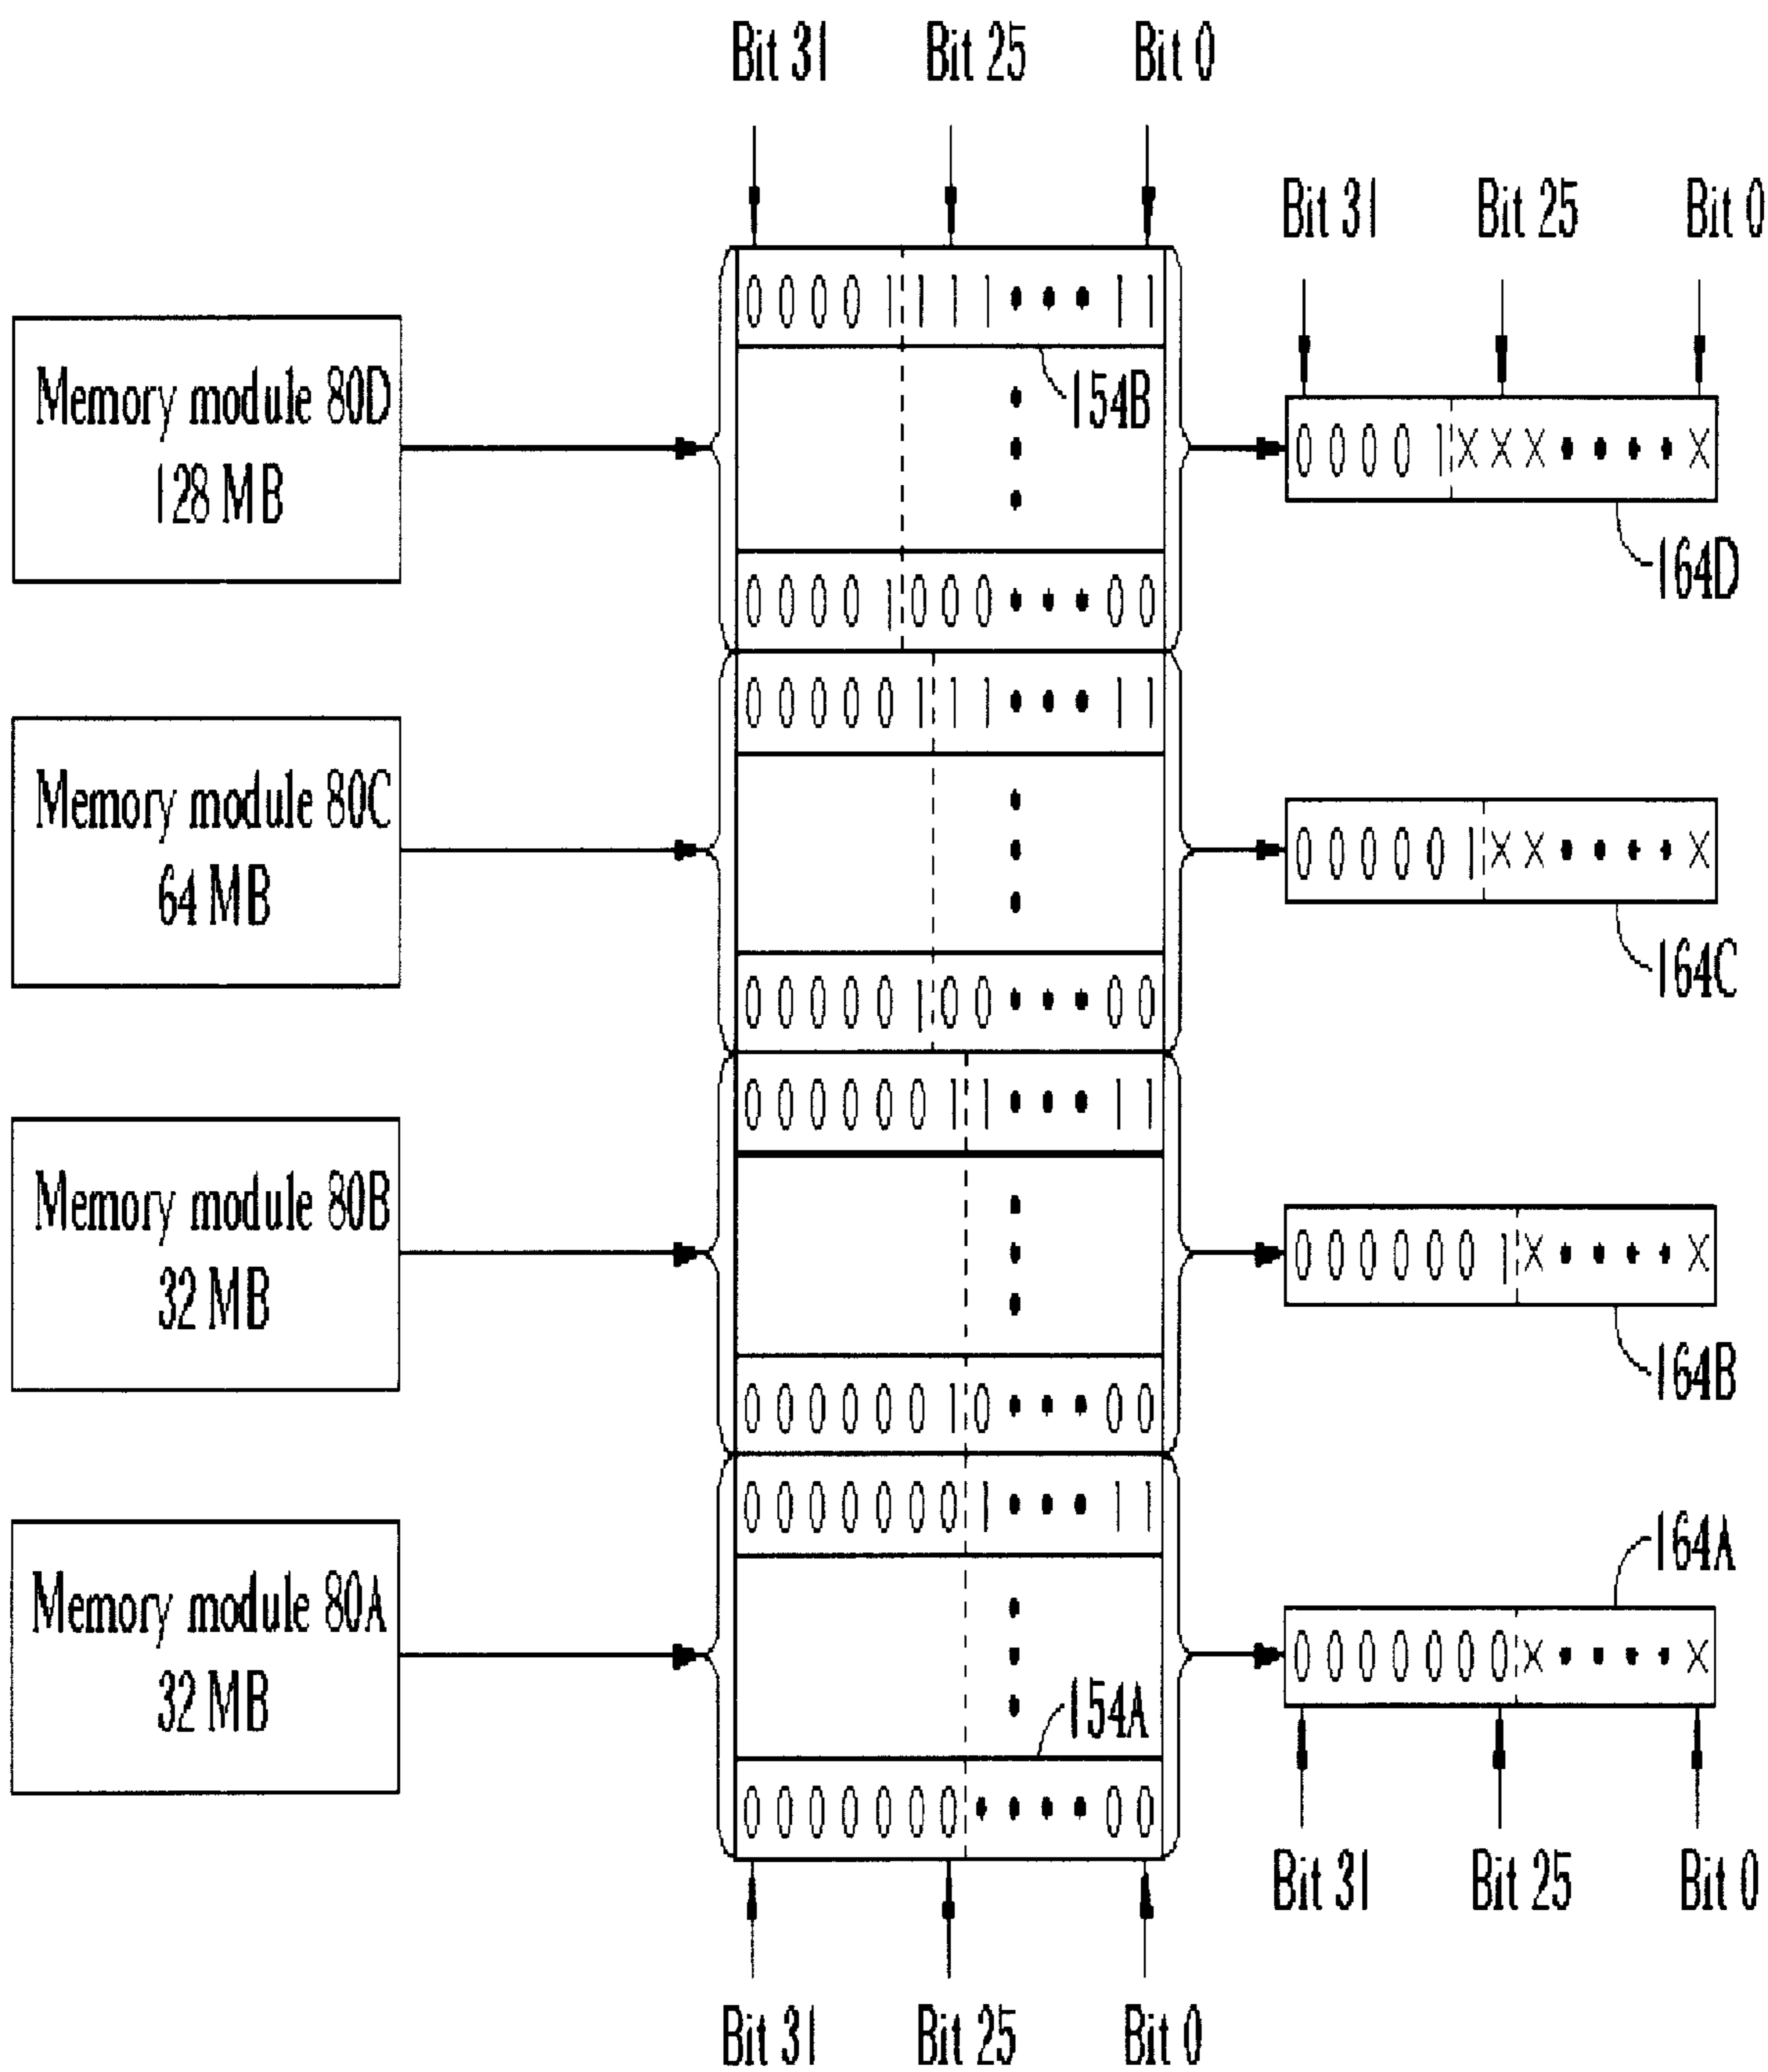 Bit 31 Bit 25 Bit 0
Bit 31 Bit 25 Bit 0
0 0 0 0 1 1 1 1 • • • 1 1
154B
Memory module 80D
128 MB
0 0 0 0 1 X X X • • • • X
164D
0 0 0 0 1 0 0 0 • • • 0 0
0 0 0 0 0 1 1 1 • • • 1 1
Memory module 80C
64 MB
0 0 0 0 0 1 X X • • • • X
164C
0 0 0 0 0 1 0 0 • • • 0 0
0 0 0 0 0 0 1 1 • • • 1 1
Memory module 80B
32 MB
0 0 0 0 0 0 1 X • • • • X
164B
0 0 0 0 0 0 1 0 • • • 0 0
0 0 0 0 0 0 0 1 • • • 1 1
164A
Memory module 80A
32 MB
0 0 0 0 0 0 0 X • • • • X
154A
0 0 0 0 0 0 0 • • • • 0 0
Bit 31 Bit 25 Bit 0
Bit 31 Bit 25 Bit 0